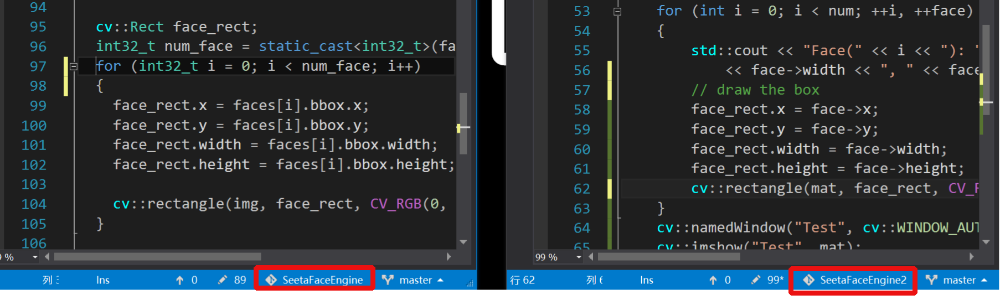 94
95 cv::Rect face_rect;
96 int32_t num_face = static_cast<int32_t>(fa
97 for (int32_t i = 0; i < num_face; i++)
98 {
99 face_rect.x = faces[i].bbox.x;
100 face_rect.y = faces[i].bbox.y;
101 face_rect.width = faces[i].bbox.width;
102 face_rect.height = faces[i].bbox.height;
103
104 cv::rectangle(img, face_rect, CV_RGB(0,
105 }
106
%
列
Ins
0
89
SeetaFaceEngine
master
53 for (int i = 0; i < num; ++i, ++face)
54 {
55 std::cout << "Face(" << i << "): "
56 << face->width << ", " << face
57 // draw the box
58 face_rect.x = face->x;
59 face_rect.y = face->y;
60 face_rect.width = face->width;
61 face_rect.height = face->height;
62 cv::rectangle(mat, face_rect, CV_R
63 }
64 cv::namedWindow("Test", cv::WINDOW_AUT
65 cv::imshow("Test", mat);
99 %
行 62
列 6
Ins
0
99*
SeetaFaceEngine2
master